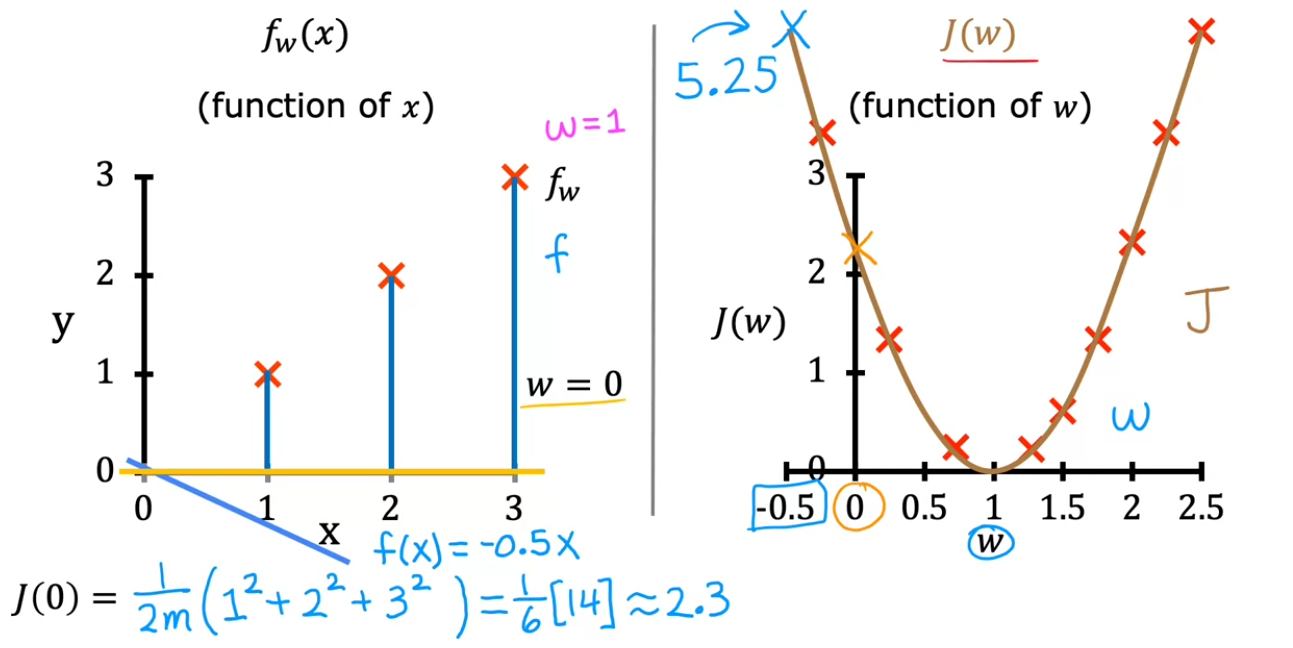 f_w(x)
(function of x)
w=1
3
f_w
f
2
y
1
w = 0
0
0 1 2 3
x
f(x) = -0.5x
J(0) = 1/2m (1² + 2² + 3² ) = 1/6 [14] ≈ 2.3
5.25
J(w)
(function of w)
3
2
J
J(w)
1
w
0
-0.5 0 0.5 1 1.5 2 2.5
w